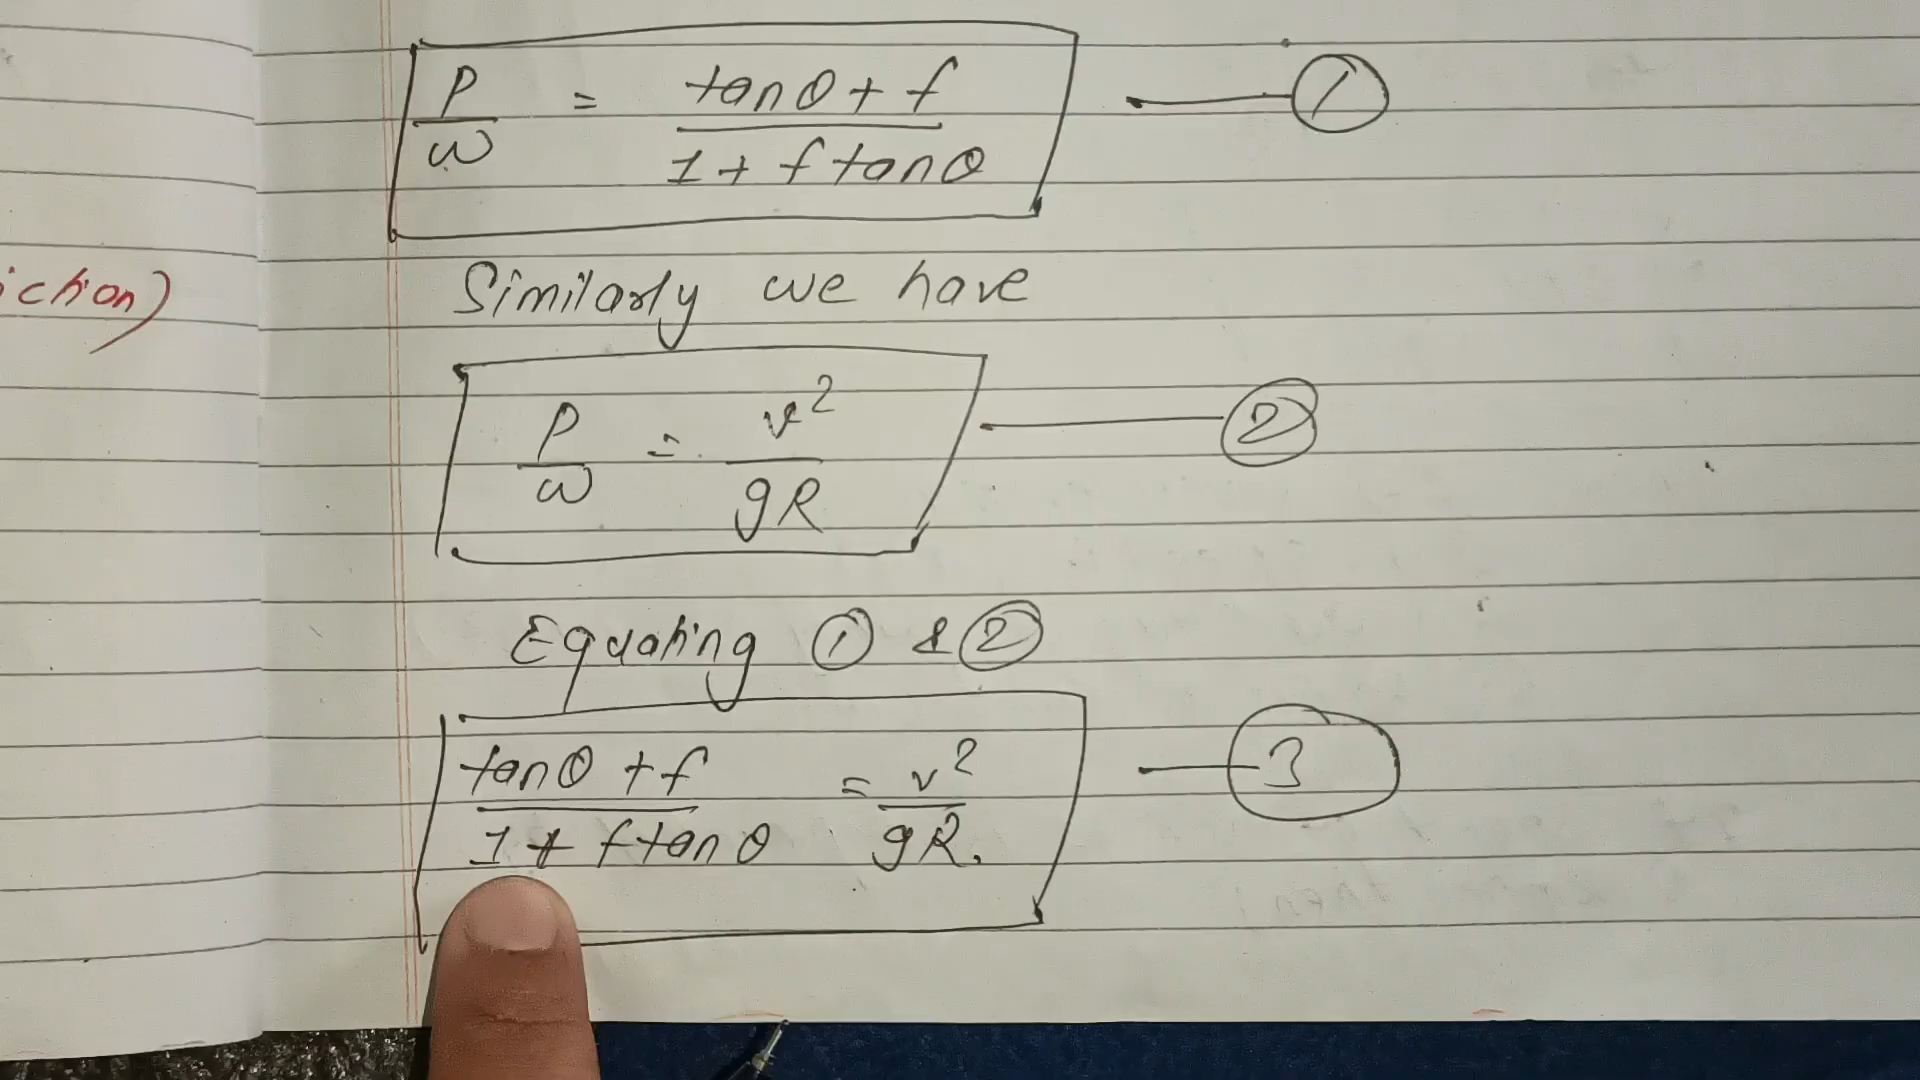 P/ω = (tanθ + f)/(1 + f tanθ) — ①
iction)
Similarly we have
P/ω = v²/gR — ②
Equating ① & ②
(tanθ + f)/(1 + f tanθ) = v²/gR. — ③